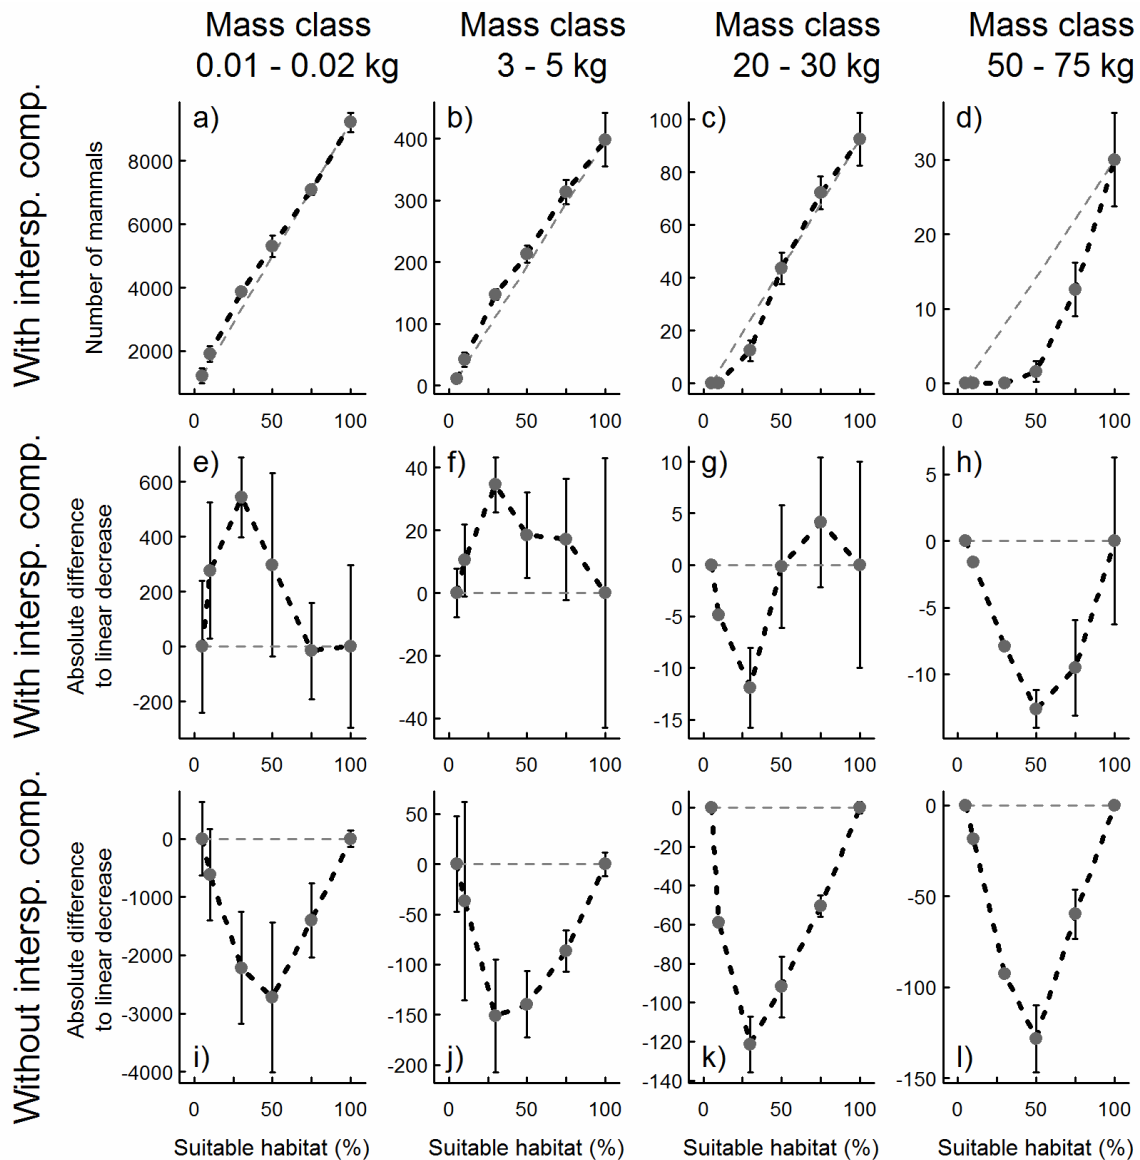 Mass class
0.01 - 0.02 kg
Mass class
3 - 5 kg
Mass class
20 - 30 kg
Mass class
50 - 75 kg
With intersp. comp.
Number of mammals
a)
8000
6000
4000
2000
0 50 100
b)
400
300
200
100
0
0 50 100
c)
100
80
60
40
20
0
0 50 100
d)
30
20
10
0
0 50 100
With intersp. comp.
Absolute difference
to linear decrease
e)
600
400
200
0
-200
0 50 100
f)
40
20
0
-20
-40
0 50 100
g)
10
5
0
-5
-10
-15
0 50 100
h)
5
0
-5
-10
0 50 100
Without intersp. comp.
Absolute difference
to linear decrease
0
-1000
-2000
-3000
-4000
i)
0 50 100
Suitable habitat (%)
50
0
-50
-100
-150
-200
j)
0 50 100
Suitable habitat (%)
0
-20
-40
-60
-80
-100
-120
-140
k)
0 50 100
Suitable habitat (%)
0
-50
-100
-150
l)
0 50 100
Suitable habitat (%)